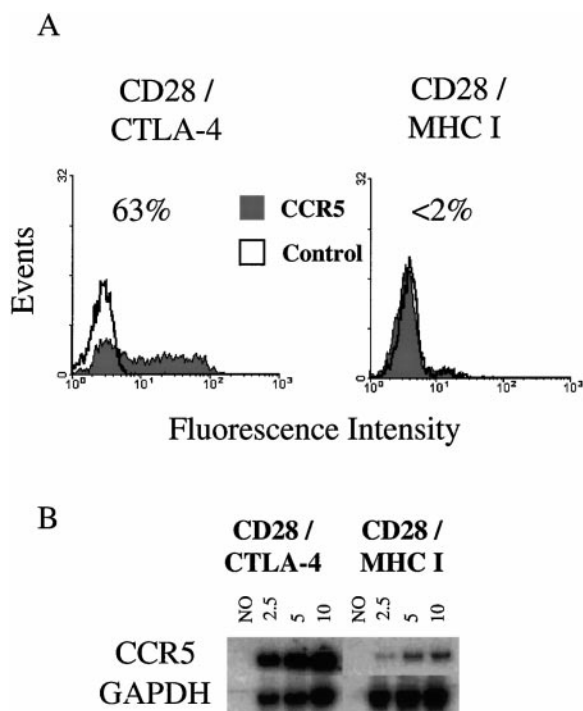 A
CD28 /
CTLA-4
CD28 /
MHC I
32
63%
CCR5
Control
32
<2%
Events
0
10⁰ 10¹ 10² 10³
0
10⁰ 10¹ 10² 10³
Fluorescence Intensity
B
CD28 /
CTLA-4
CD28 /
MHC I
NO 2.5 5 10 NO 2.5 5 10
CCR5
GAPDH